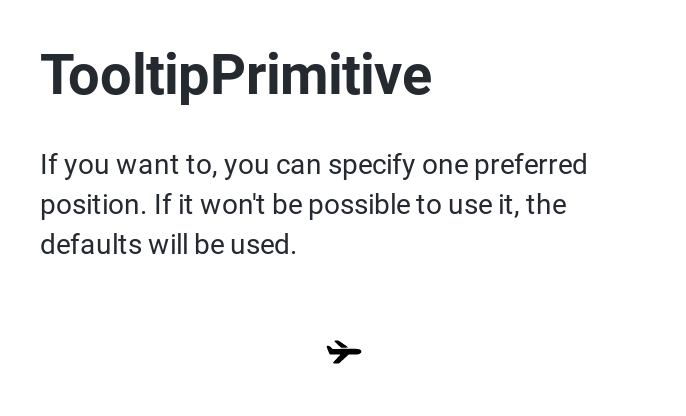 TooltipPrimitive
If you want to, you can specify one preferred
position. If it won't be possible to use it, the
defaults will be used.